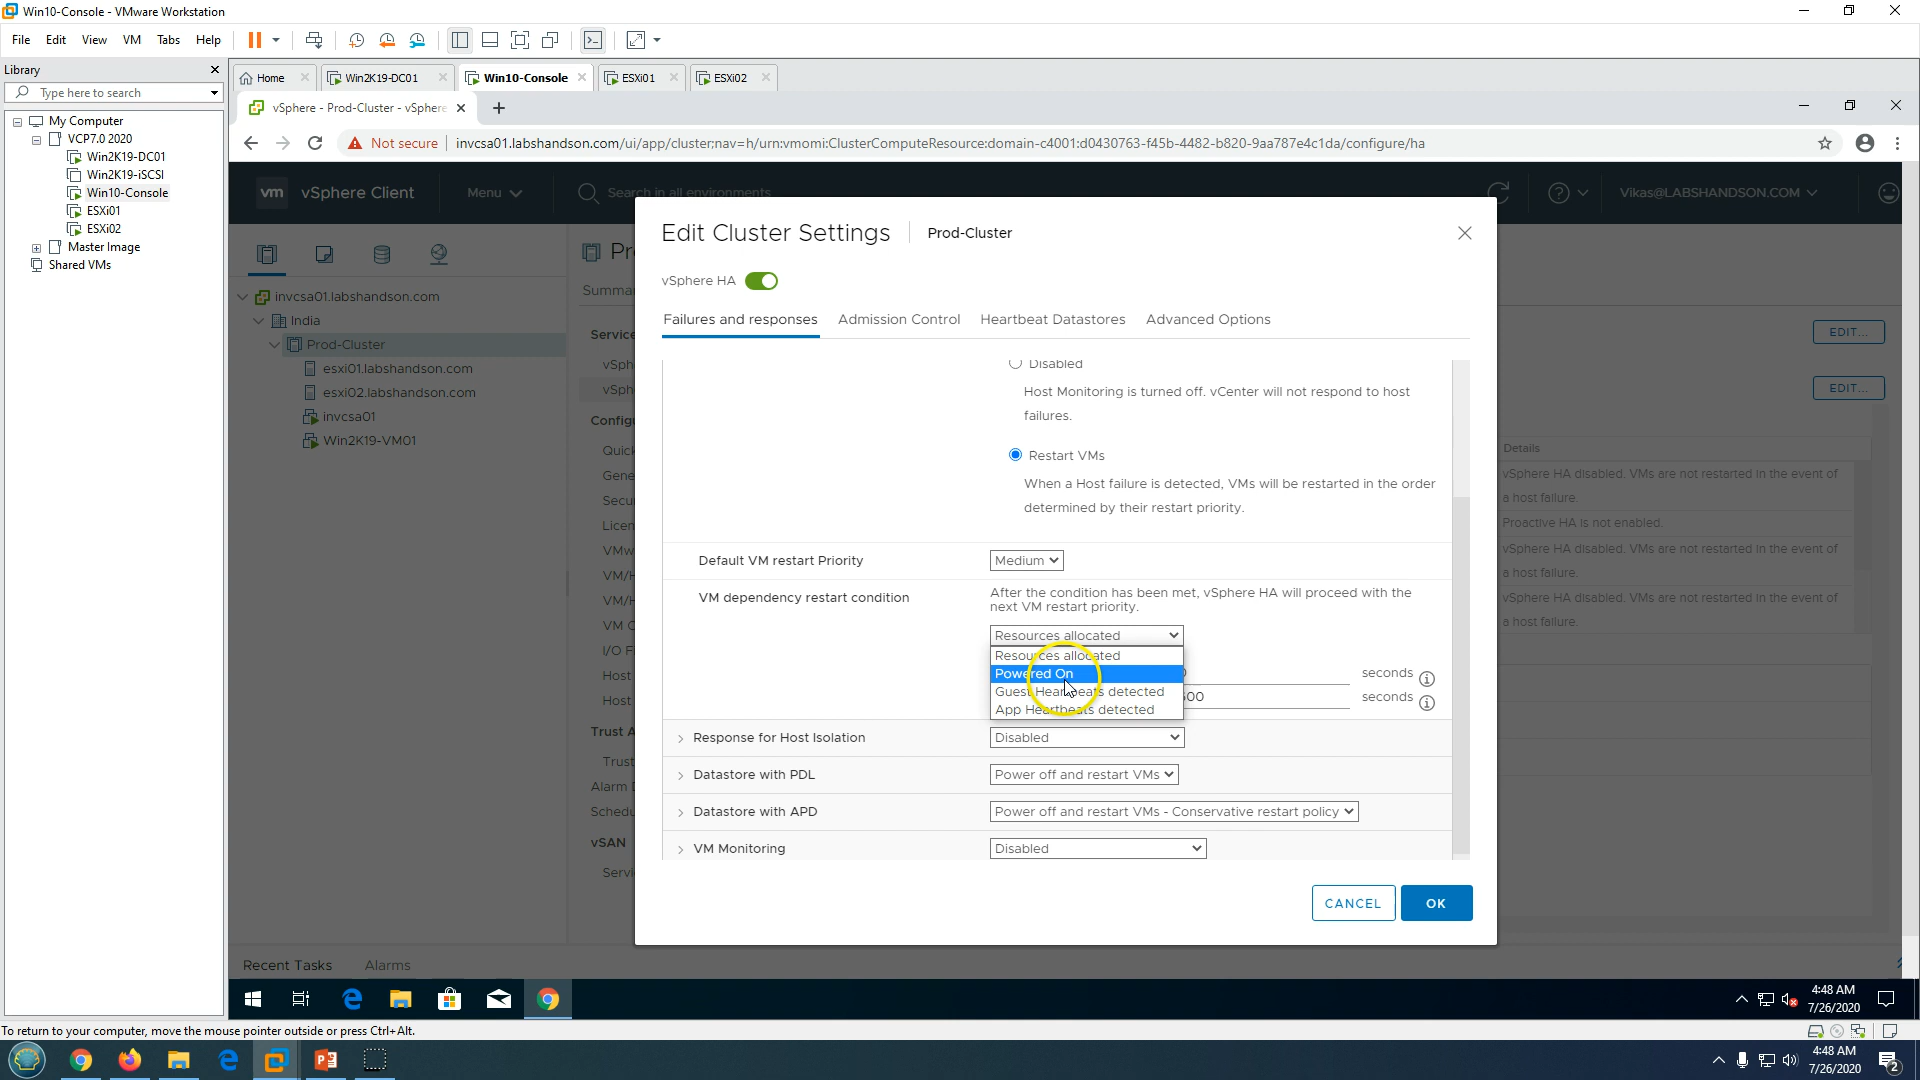 Win10-Console - VMware Workstation
File Edit View VM Tabs Help
Library
Type here to search
My Computer
VCP7.0 2020
Win2K19-DC01
Win2K19-iSCSI
Win10-Console
ESXi01
ESXi02
Master Image
Shared VMs
Home Win2K19-DC01 Win10-Console ESXi01 ESXi02
vSphere - Prod-Cluster - vSphere
Not secure invcsa01.labshandson.com/ui/app/cluster;nav=h/urn:vmomi:ClusterComputeResource:domain-c4001:d0430763-f45b-4482-b820-9aa787e4c1da/configure/ha
vm vSphere Client Menu Search in all environments Vikas@LABSHANDSON.COM
invcsa01.labshandson.com
India
Prod-Cluster
esxi01.labshandson.com
esxi02.labshandson.com
invcsa01
Win2K19-VM01
Pr
Summa
Service
vSph
vSph
Config
Quic
Gene
Secu
Licen
VMw
VM/H
VM/H
VM O
I/O F
Host
Host
Trust A
Trust
Alarm D
Schedu
vSAN
Servi
Edit Cluster Settings Prod-Cluster
vSphere HA
Failures and responses Admission Control Heartbeat Datastores Advanced Options
Disabled
Host Monitoring is turned off. vCenter will not respond to host
failures.
Restart VMs
When a Host failure is detected, VMs will be restarted in the order
determined by their restart priority.
Default VM restart Priority Medium
VM dependency restart condition After the condition has been met, vSphere HA will proceed with the
next VM restart priority.
Resources allocated
Resources allocated
Powered On
seconds
Guest Heartbeats detected
00 seconds
App Heartbeats detected
Response for Host Isolation Disabled
Datastore with PDL Power off and restart VMs
Datastore with APD Power off and restart VMs - Conservative restart policy
VM Monitoring Disabled
CANCEL OK
EDIT...
EDIT...
Details
vSphere HA disabled. VMs are not restarted in the event of
a host failure.
Proactive HA is not enabled.
vSphere HA disabled. VMs are not restarted in the event of
a host failure.
vSphere HA disabled. VMs are not restarted in the event of
a host failure.
Recent Tasks Alarms
4:48 AM
7/26/2020
To return to your computer, move the mouse pointer outside or press Ctrl+Alt.
4:48 AM
7/26/2020
2